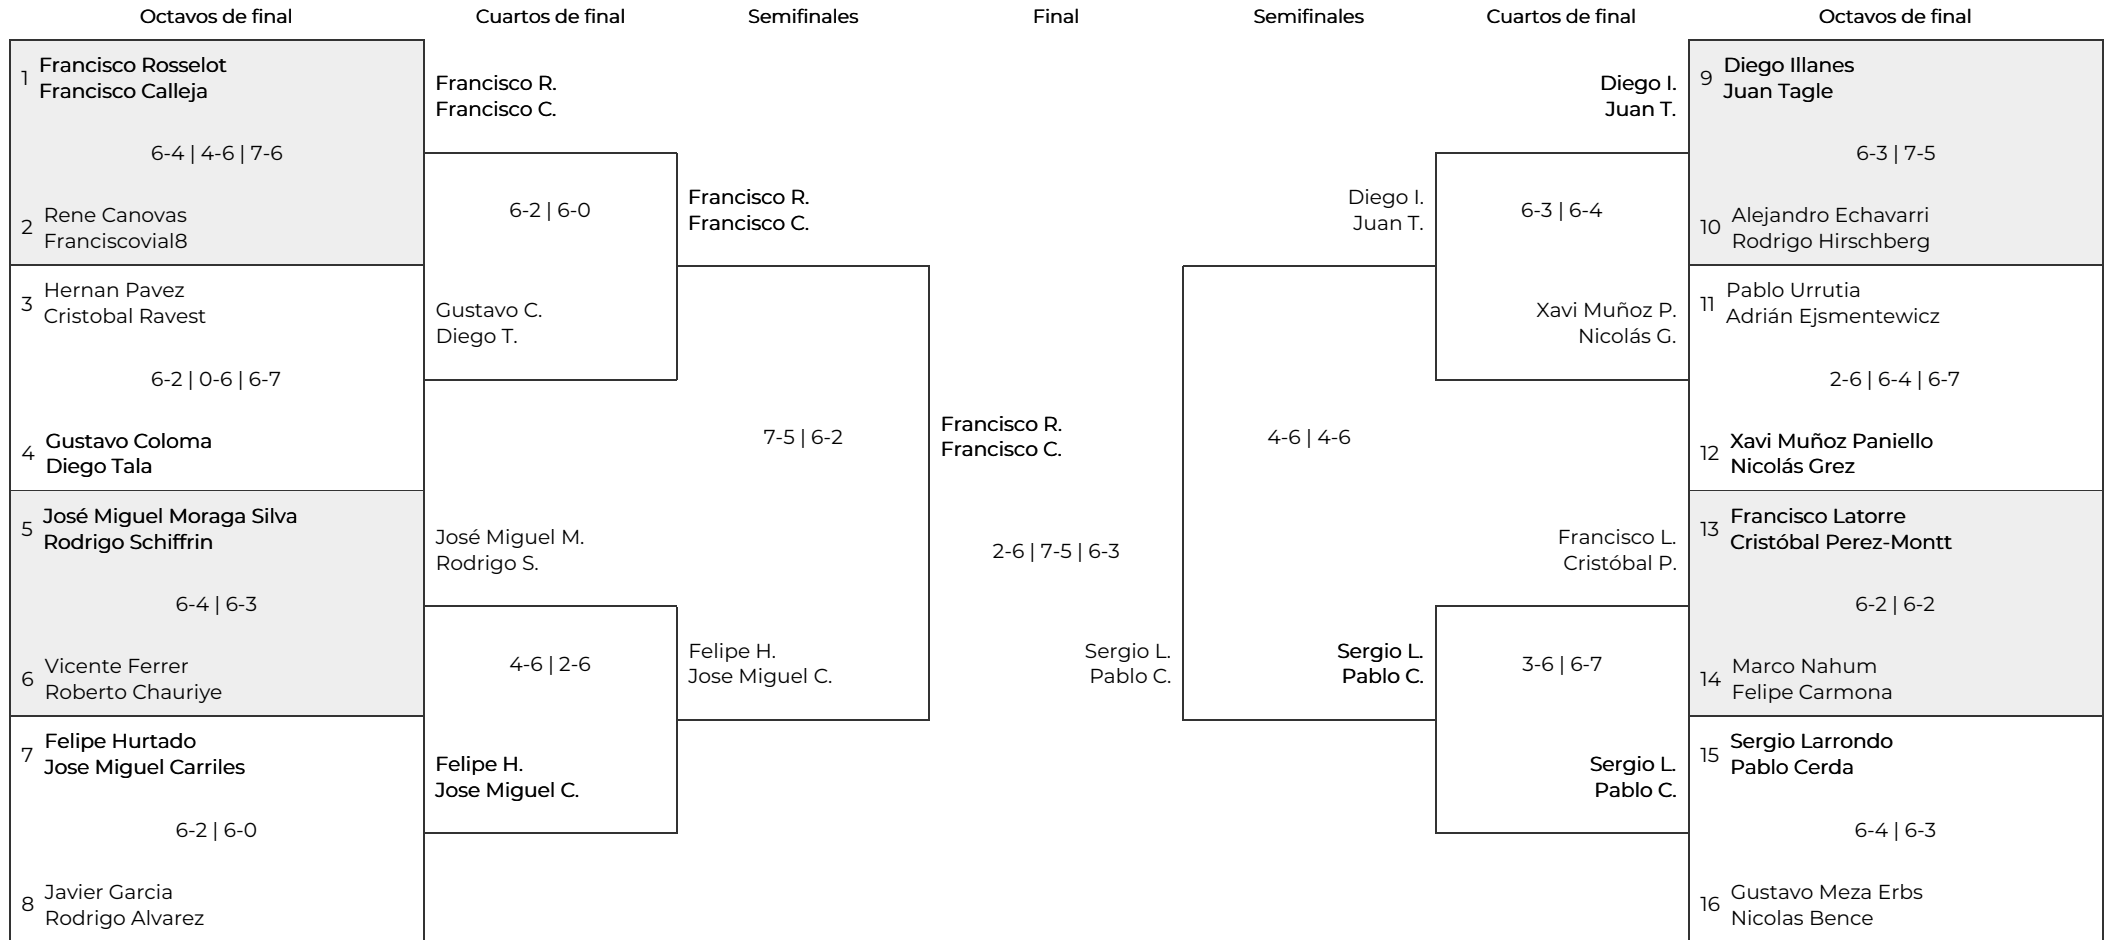 Octavos de final
Cuartos de final
Semifinales
Final
Semifinales
Cuartos de final
Octavos de final
1
Francisco Rosselot
Francisco Calleja
6-4 | 4-6 | 7-6
2
Rene Canovas
Franciscovial8
3
Hernan Pavez
Cristobal Ravest
6-2 | 0-6 | 6-7
4
Gustavo Coloma
Diego Tala
5
José Miguel Moraga Silva
Rodrigo Schiffrin
6-4 | 6-3
6
Vicente Ferrer
Roberto Chauriye
7
Felipe Hurtado
Jose Miguel Carriles
6-2 | 6-0
8
Javier Garcia
Rodrigo Alvarez
Francisco R.
Francisco C.
6-2 | 6-0
Gustavo C.
Diego T.
José Miguel M.
Rodrigo S.
4-6 | 2-6
Felipe H.
Jose Miguel C.
Francisco R.
Francisco C.
7-5 | 6-2
Felipe H.
Jose Miguel C.
Francisco R.
Francisco C.
2-6 | 7-5 | 6-3
Sergio L.
Pablo C.
Diego I.
Juan T.
4-6 | 4-6
Sergio L.
Pablo C.
Diego I.
Juan T.
6-3 | 6-4
Xavi Muñoz P.
Nicolás G.
Francisco L.
Cristóbal P.
3-6 | 6-7
Sergio L.
Pablo C.
9
Diego Illanes
Juan Tagle
6-3 | 7-5
10
Alejandro Echavarri
Rodrigo Hirschberg
11
Pablo Urrutia
Adrián Ejsmentewicz
2-6 | 6-4 | 6-7
12
Xavi Muñoz Paniello
Nicolás Grez
13
Francisco Latorre
Cristóbal Perez-Montt
6-2 | 6-2
14
Marco Nahum
Felipe Carmona
15
Sergio Larrondo
Pablo Cerda
6-4 | 6-3
16
Gustavo Meza Erbs
Nicolas Bence